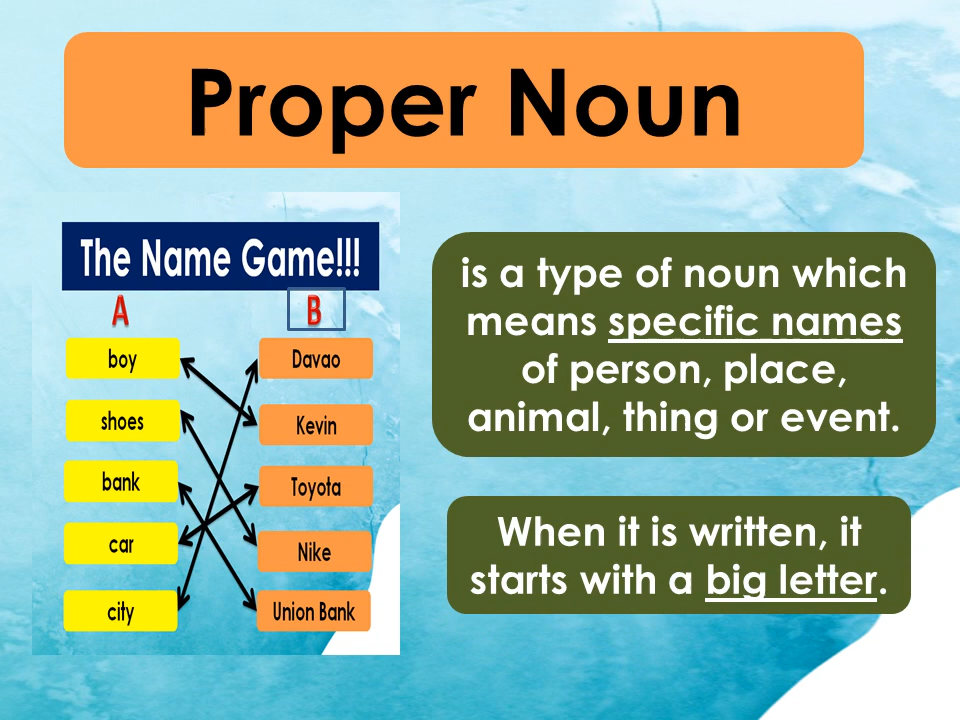 Proper Noun
The Name Game!!!
A B
boy Davao
shoes Kevin
bank Toyota
car Nike
city Union Bank
is a type of noun which
means specific names
of person, place,
animal, thing or event.
When it is written, it
starts with a big letter.